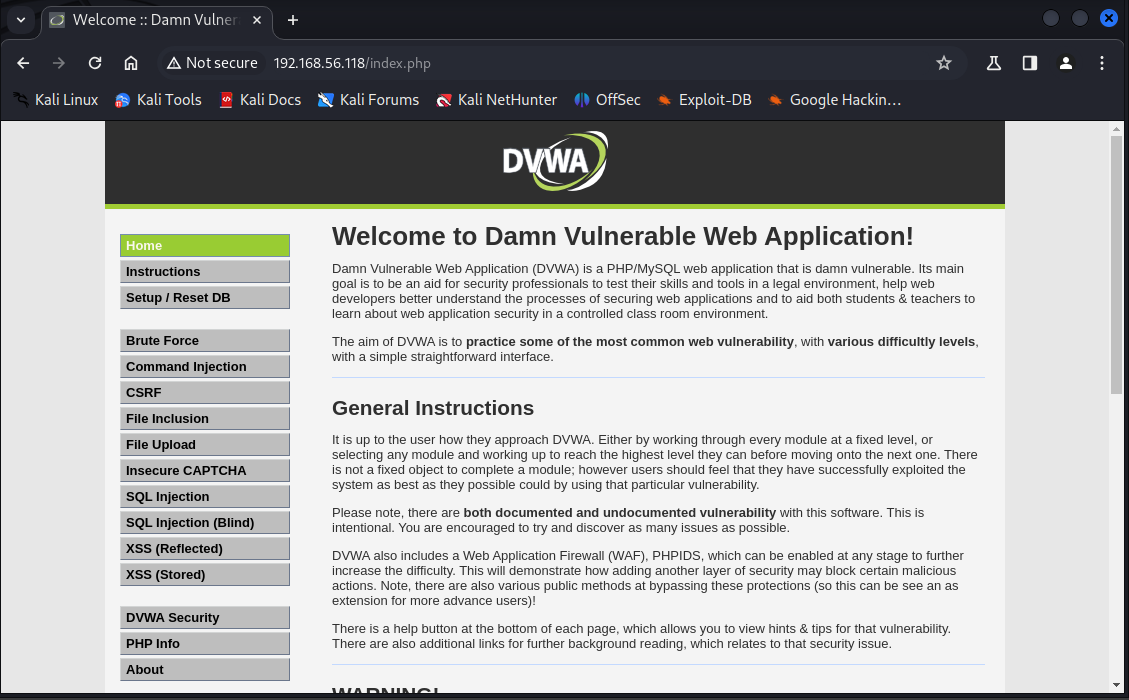 Welcome :: Damn Vulner
Not secure 192.168.56.118/index.php
Kali Linux Kali Tools Kali Docs Kali Forums Kali NetHunter OffSec Exploit-DB Google Hackin…
DVWA
Home
Instructions
Setup / Reset DB
Brute Force
Command Injection
CSRF
File Inclusion
File Upload
Insecure CAPTCHA
SQL Injection
SQL Injection (Blind)
XSS (Reflected)
XSS (Stored)
DVWA Security
PHP Info
About
Welcome to Damn Vulnerable Web Application!
Damn Vulnerable Web Application (DVWA) is a PHP/MySQL web application that is damn vulnerable. Its main
goal is to be an aid for security professionals to test their skills and tools in a legal environment, help web
developers better understand the processes of securing web applications and to aid both students & teachers to
learn about web application security in a controlled class room environment.
The aim of DVWA is to practice some of the most common web vulnerability, with various difficultly levels,
with a simple straightforward interface.
General Instructions
It is up to the user how they approach DVWA. Either by working through every module at a fixed level, or
selecting any module and working up to reach the highest level they can before moving onto the next one. There
is not a fixed object to complete a module; however users should feel that they have successfully exploited the
system as best as they possible could by using that particular vulnerability.
Please note, there are both documented and undocumented vulnerability with this software. This is
intentional. You are encouraged to try and discover as many issues as possible.
DVWA also includes a Web Application Firewall (WAF), PHPIDS, which can be enabled at any stage to further
increase the difficulty. This will demonstrate how adding another layer of security may block certain malicious
actions. Note, there are also various public methods at bypassing these protections (so this can be see an as
extension for more advance users)!
There is a help button at the bottom of each page, which allows you to view hints & tips for that vulnerability.
There are also additional links for further background reading, which relates to that security issue.
WARNING!